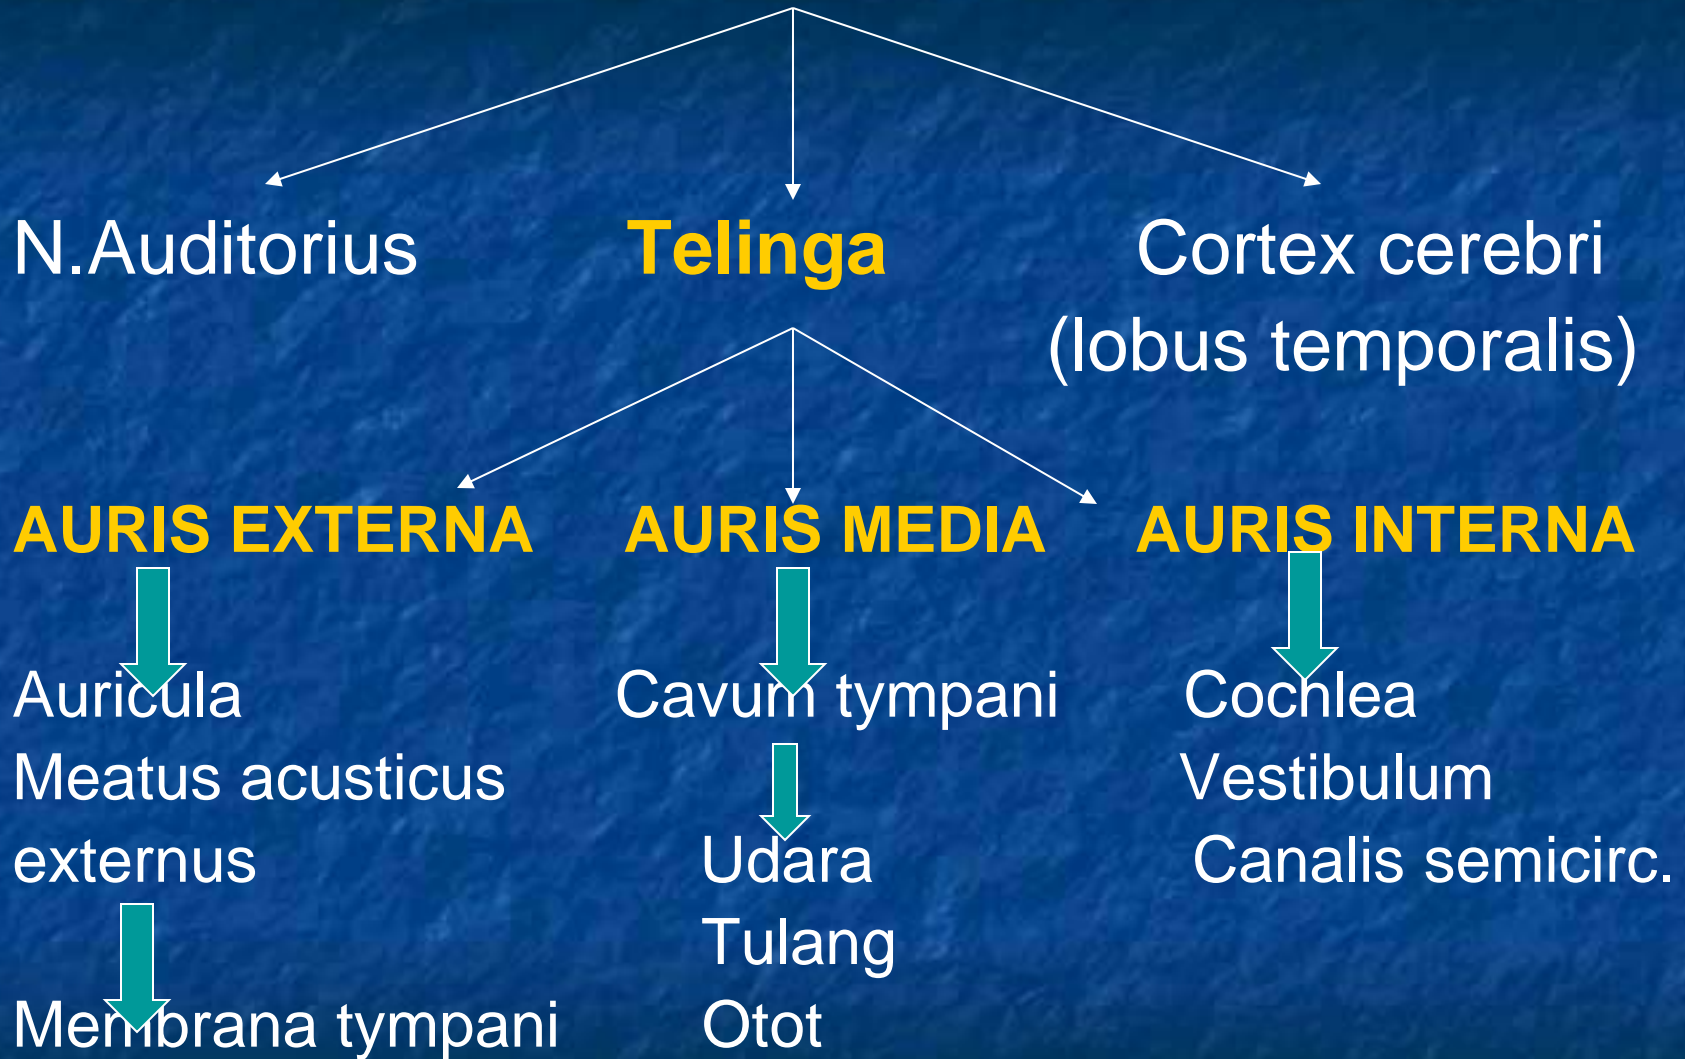 N.Auditorius Telinga Cortex cerebri
(lobus temporalis)
AURIS EXTERNA AURIS MEDIA AURIS INTERNA
Auricula Cavum tympani Cochlea
Meatus acusticus Vestibulum
externus Udara Canalis semicirc.
Tulang
Membrana tympani Otot